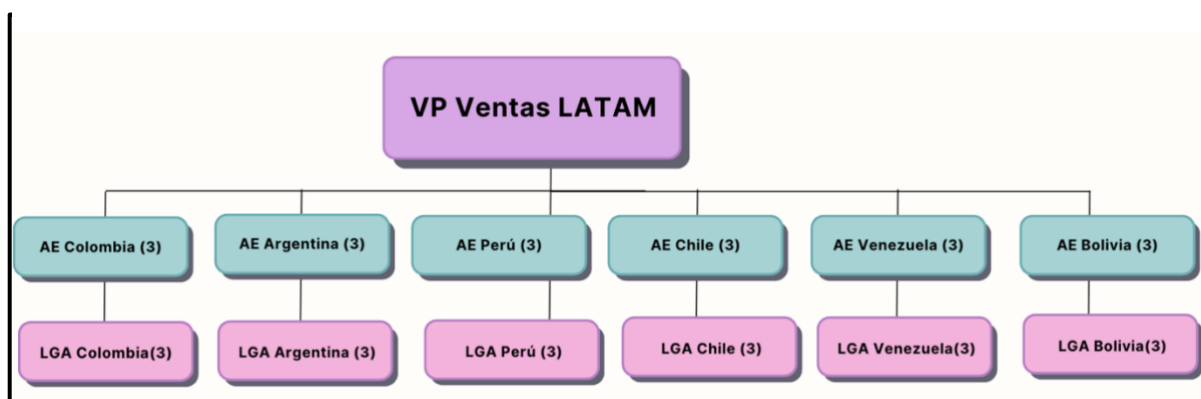 VP Ventas LATAM
AE Colombia (3)
AE Argentina (3)
AE Perú (3)
AE Chile (3)
AE Venezuela (3)
AE Bolivia (3)
LGA Colombia(3)
LGA Argentina (3)
LGA Perú (3)
LGA Chile (3)
LGA Venezuela(3)
LGA Bolivia(3)